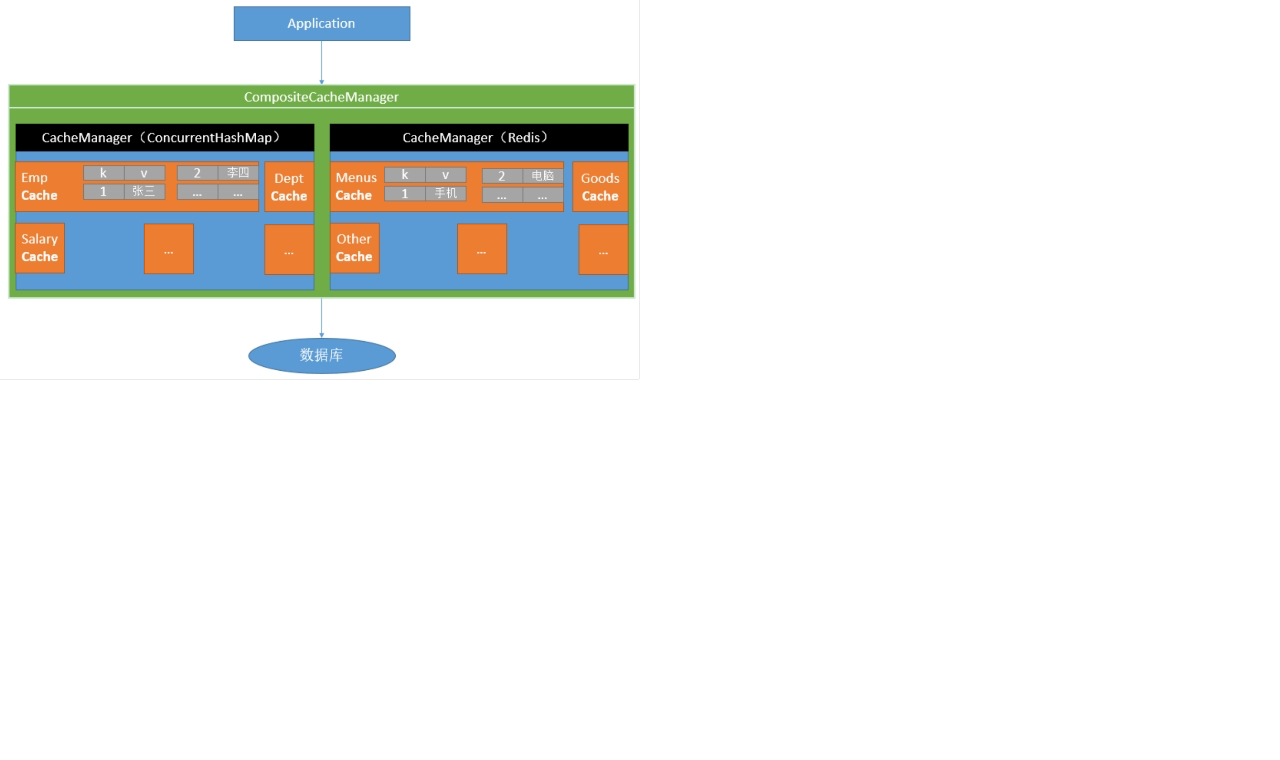 Application
CompositeCacheManager
CacheManager（ConcurrentHashMap）
Emp
Cache
k v
1 张三
2 李四
... ...
Dept
Cache
Salary
Cache
...
...
CacheManager（Redis）
Menus
Cache
k v
1 手机
2 电脑
... ...
Goods
Cache
Other
Cache
...
...
数据库